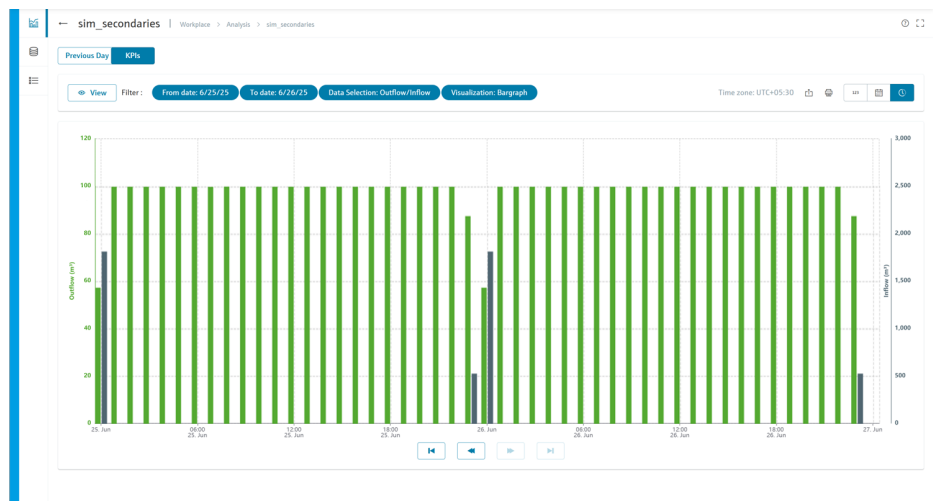 ← sim_secondaries | Workplace > Analysis > sim_secondaries
Previous Day KPIs
View Filter : From date: 6/25/25 To date: 6/26/25 Data Selection: Outflow/Inflow Visualization: Bargraph Time zone: UTC+05:30 123
120 3,000
100 2,500
80 2,000
60 1,500
40 1,000
20 500
0 0
Outflow (m³)
Inflow (m³)
25. Jun 06:00 12:00 18:00 26. Jun 06:00 12:00 18:00 27. Jun
25. Jun 25. Jun 25. Jun 26. Jun 26. Jun 26. Jun